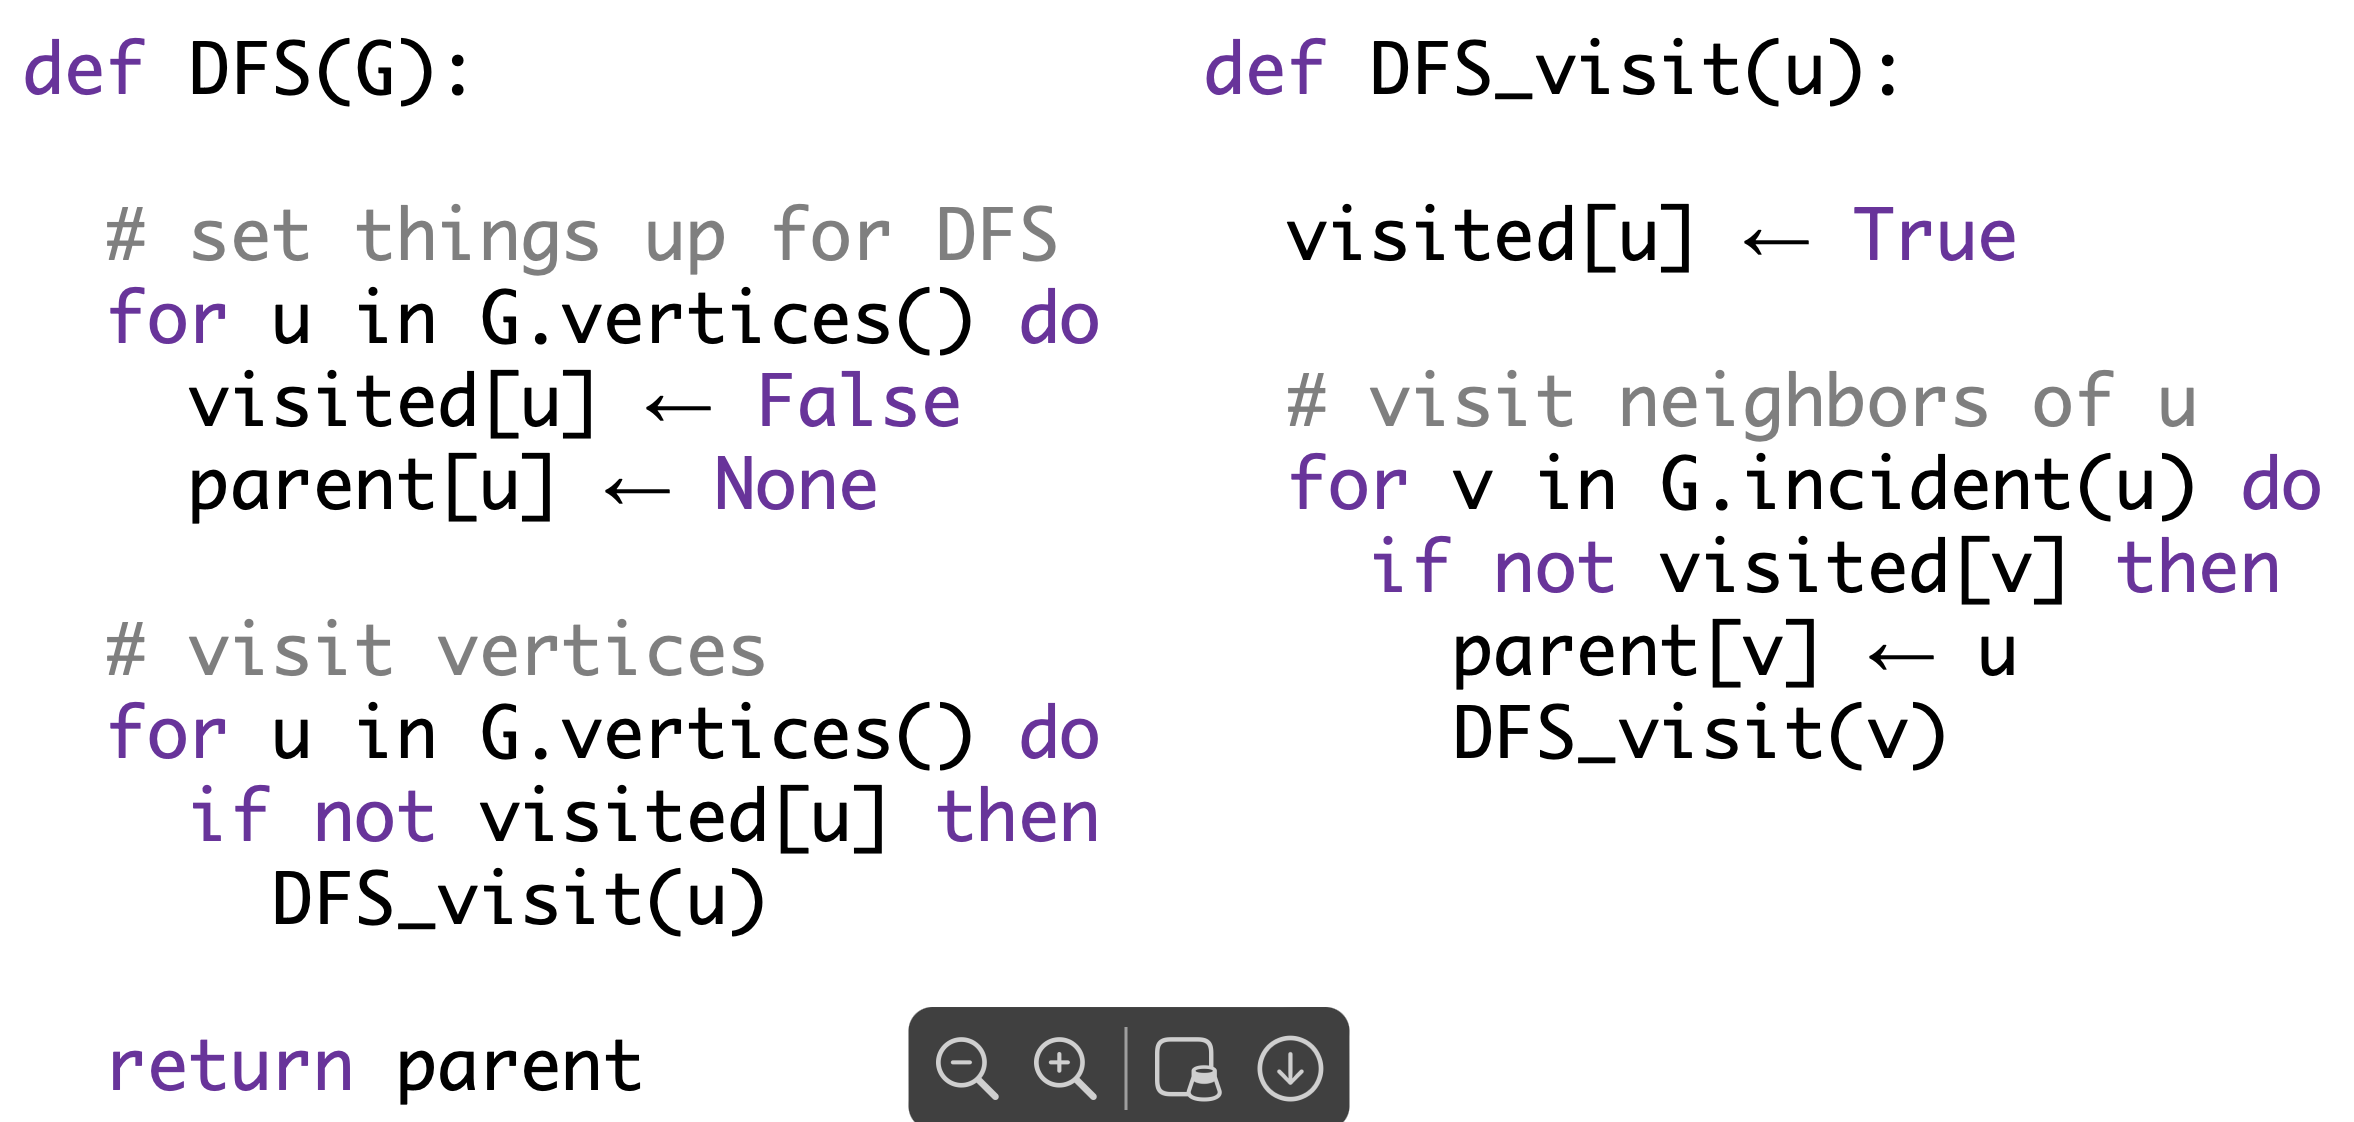 def DFS(G):
# set things up for DFS
for u in G.vertices() do
visited[u] ← False
parent[u] ← None
# visit vertices
for u in G.vertices() do
if not visited[u] then
DFS_visit(u)
return parent
def DFS_visit(u):
visited[u] ← True
# visit neighbors of u
for v in G.incident(u) do
if not visited[v] then
parent[v] ← u
DFS_visit(v)